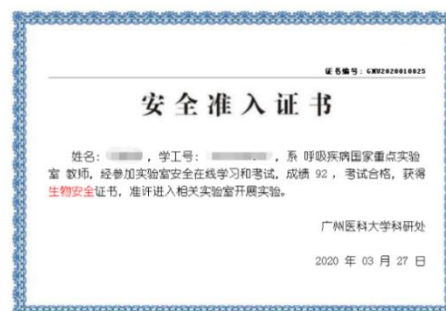 证书编号：GMU2020010025
安全准入证书
姓名： ，学工号： ，系 呼吸疾病国家重点实验
室 教师，经参加实验室安全在线学习和考试，成绩 92 ，考试合格，获得
生物安全证书，准许进入相关实验室开展实验。
广州医科大学科研处
2020 年 03 月 27 日